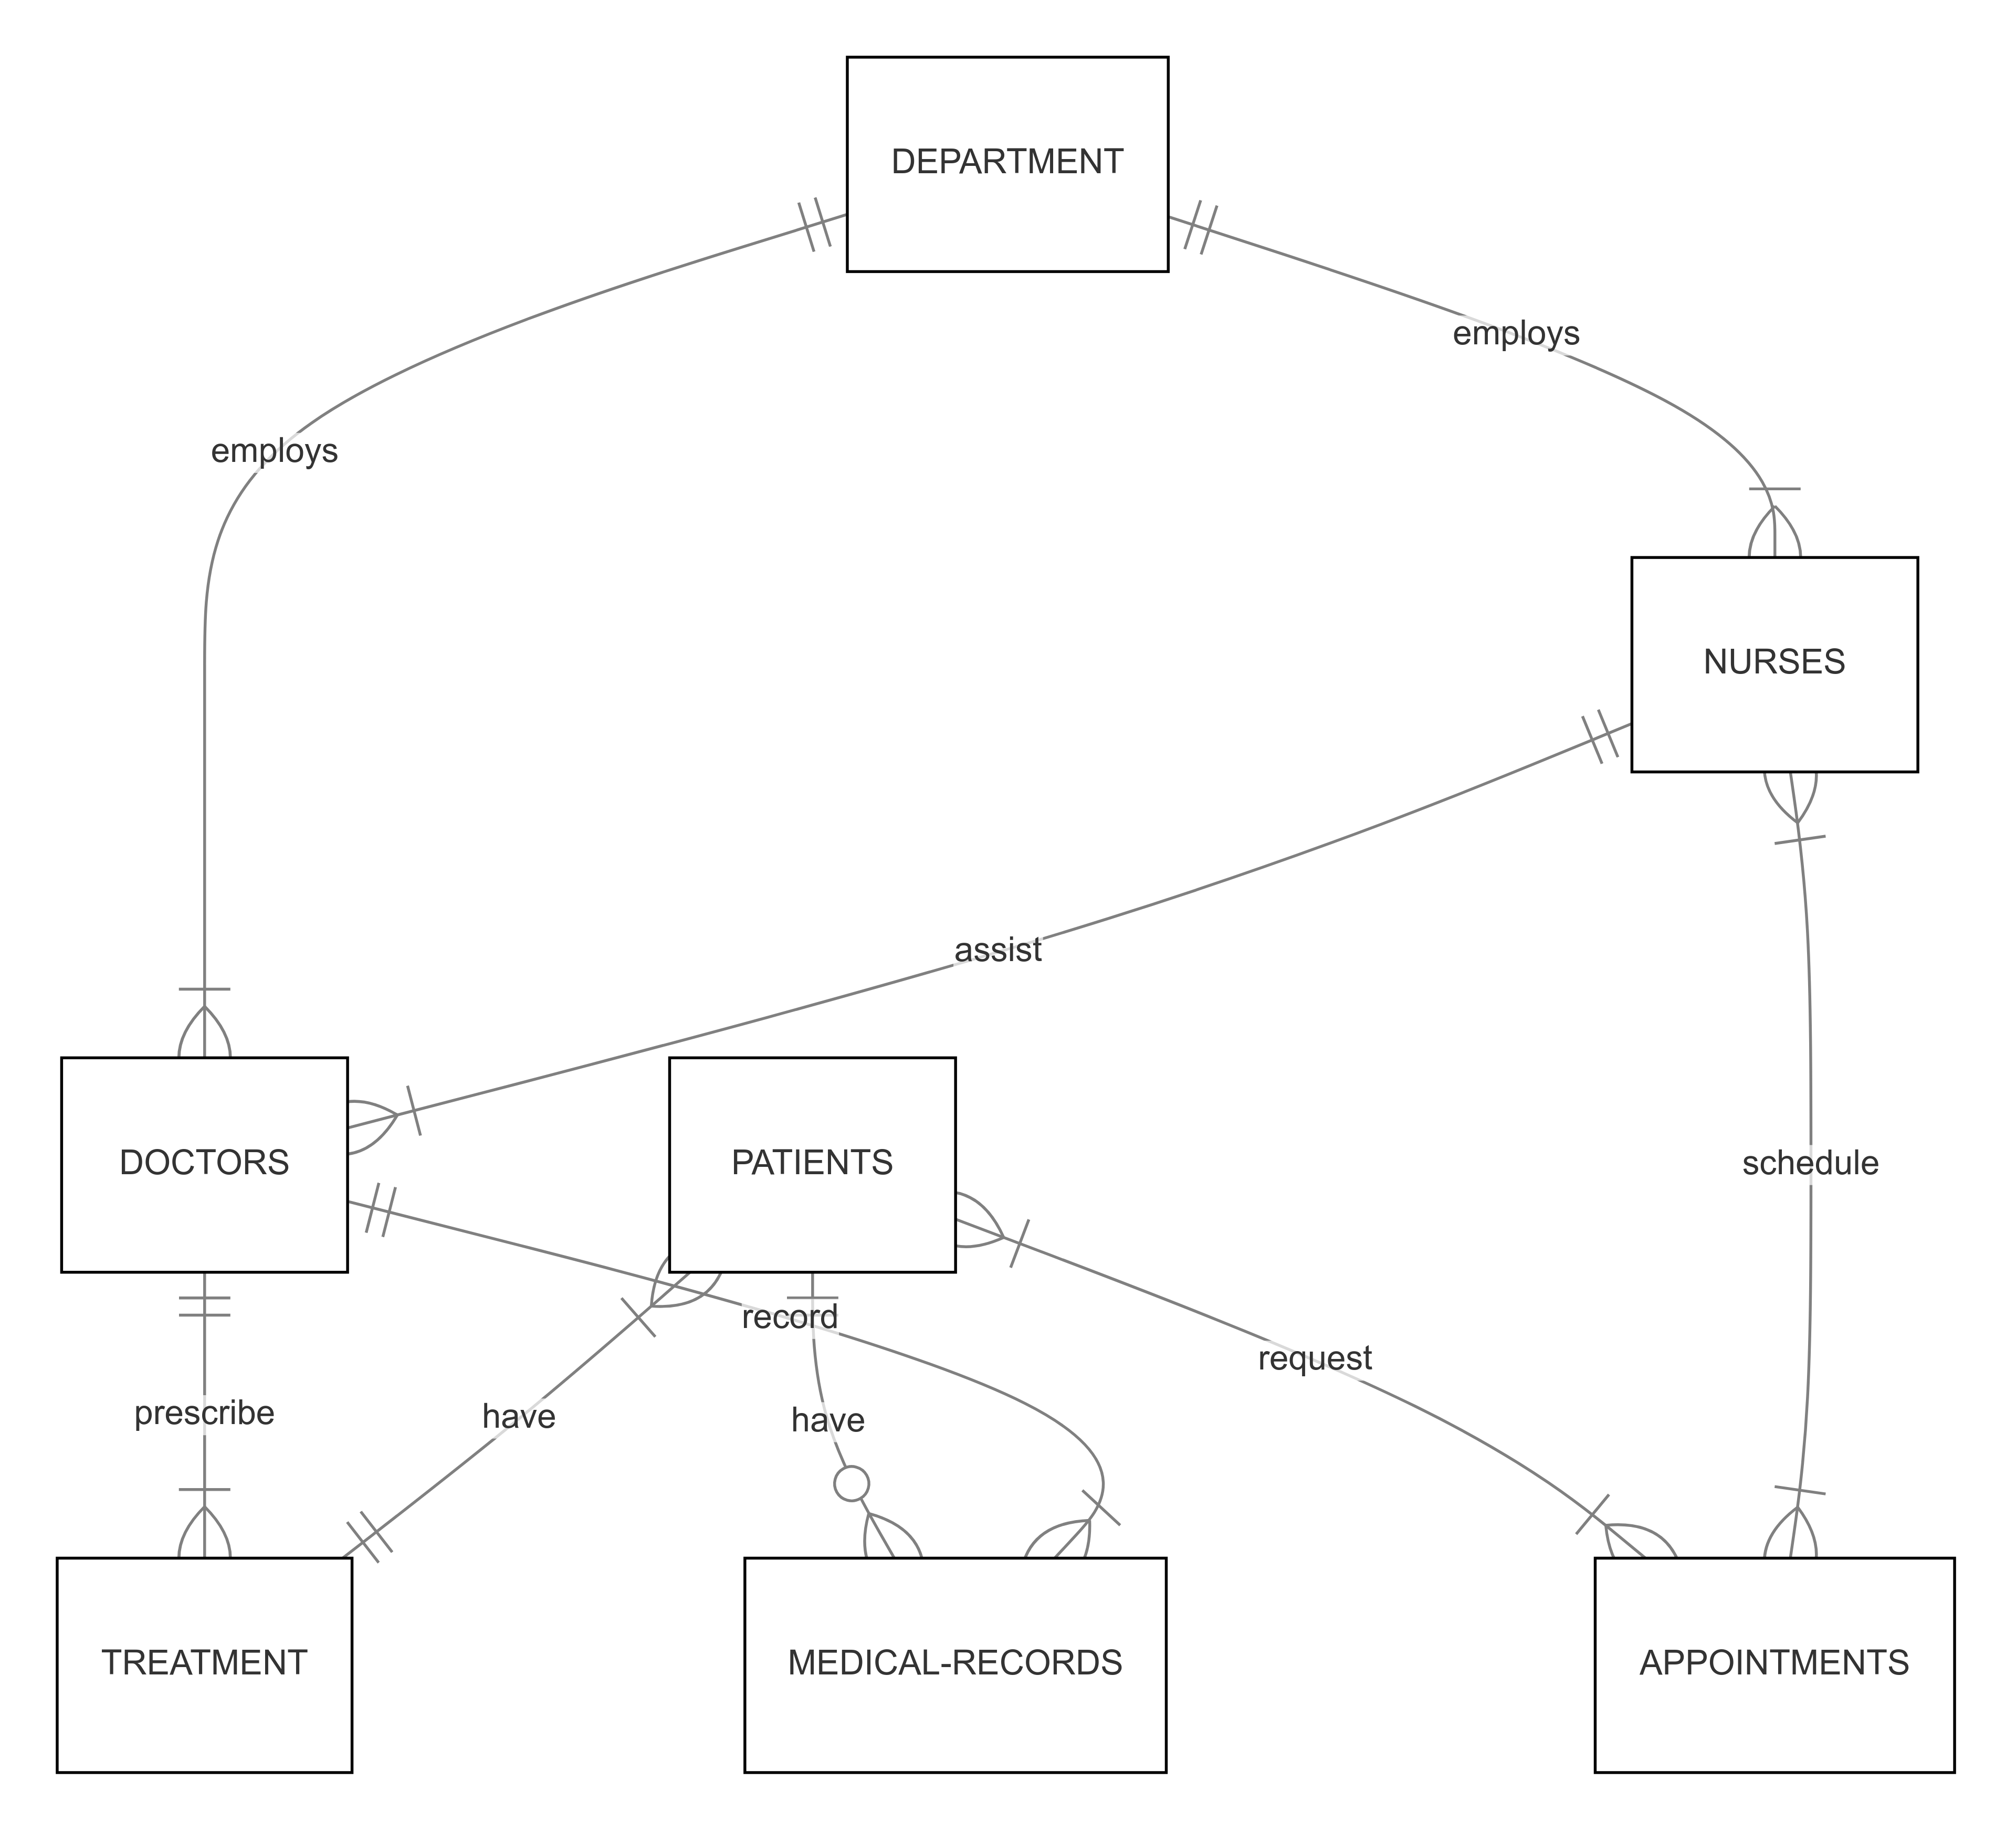 DEPARTMENT
employs
employs
NURSES
assist
DOCTORS
PATIENTS
schedule
record
request
prescribe
have
have
TREATMENT
MEDICAL-RECORDS
APPOINTMENTS